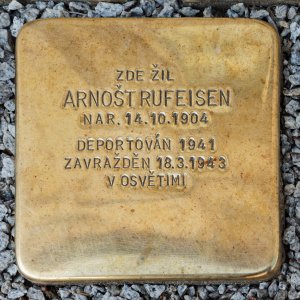 ZDE ŽIL
ARNOŠT RUFEISEN
NAR. 14.10.1904
DEPORTOVÁN 1941
ZAVRAŽDĚN 18.3.1943
V OSVĚTIMI